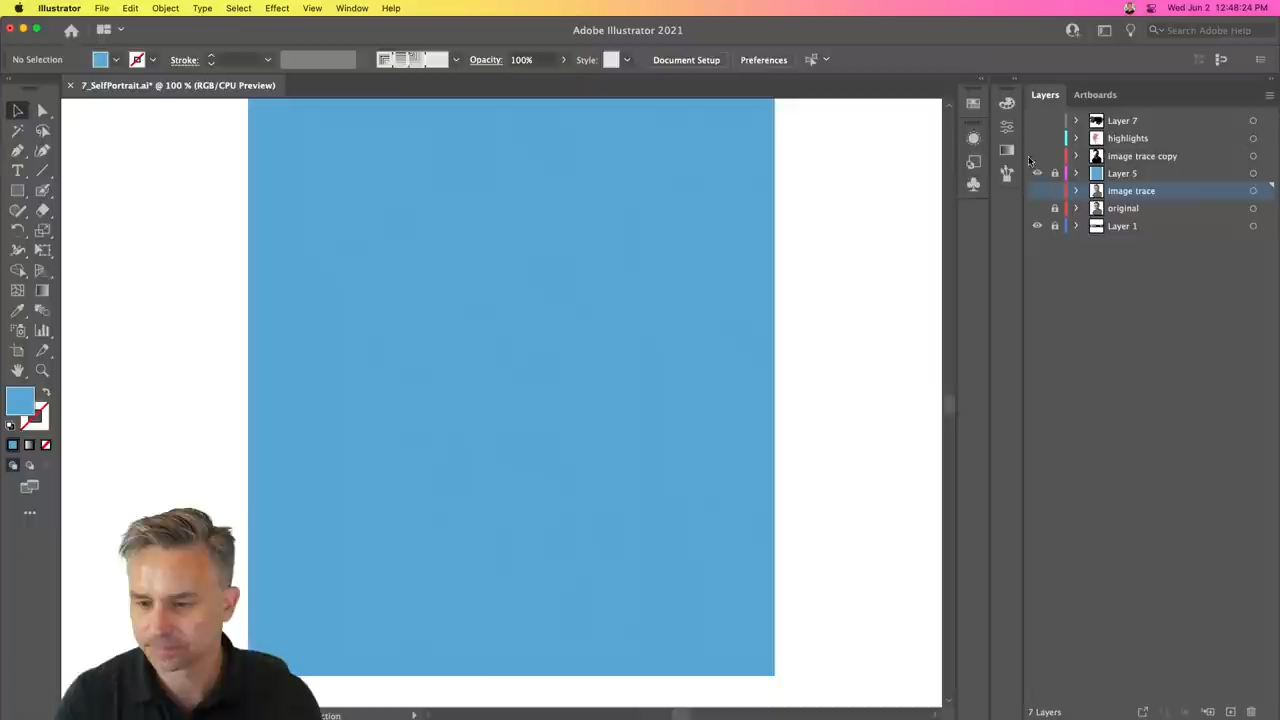 Illustrator File Edit Object Type Select Effect View Window Help Wed Jun 2 12:48:24 PM
Adobe Illustrator 2021 Search Adobe Help
No Selection Stroke: Opacity: 100% Style: Document Setup Preferences
× 7_SelfPortrait.ai* @ 100 % (RGB/CPU Preview)
Layers Artboards
Layer 7
highlights
image trace copy
Layer 5
image trace
original
Layer 1
7 Layers